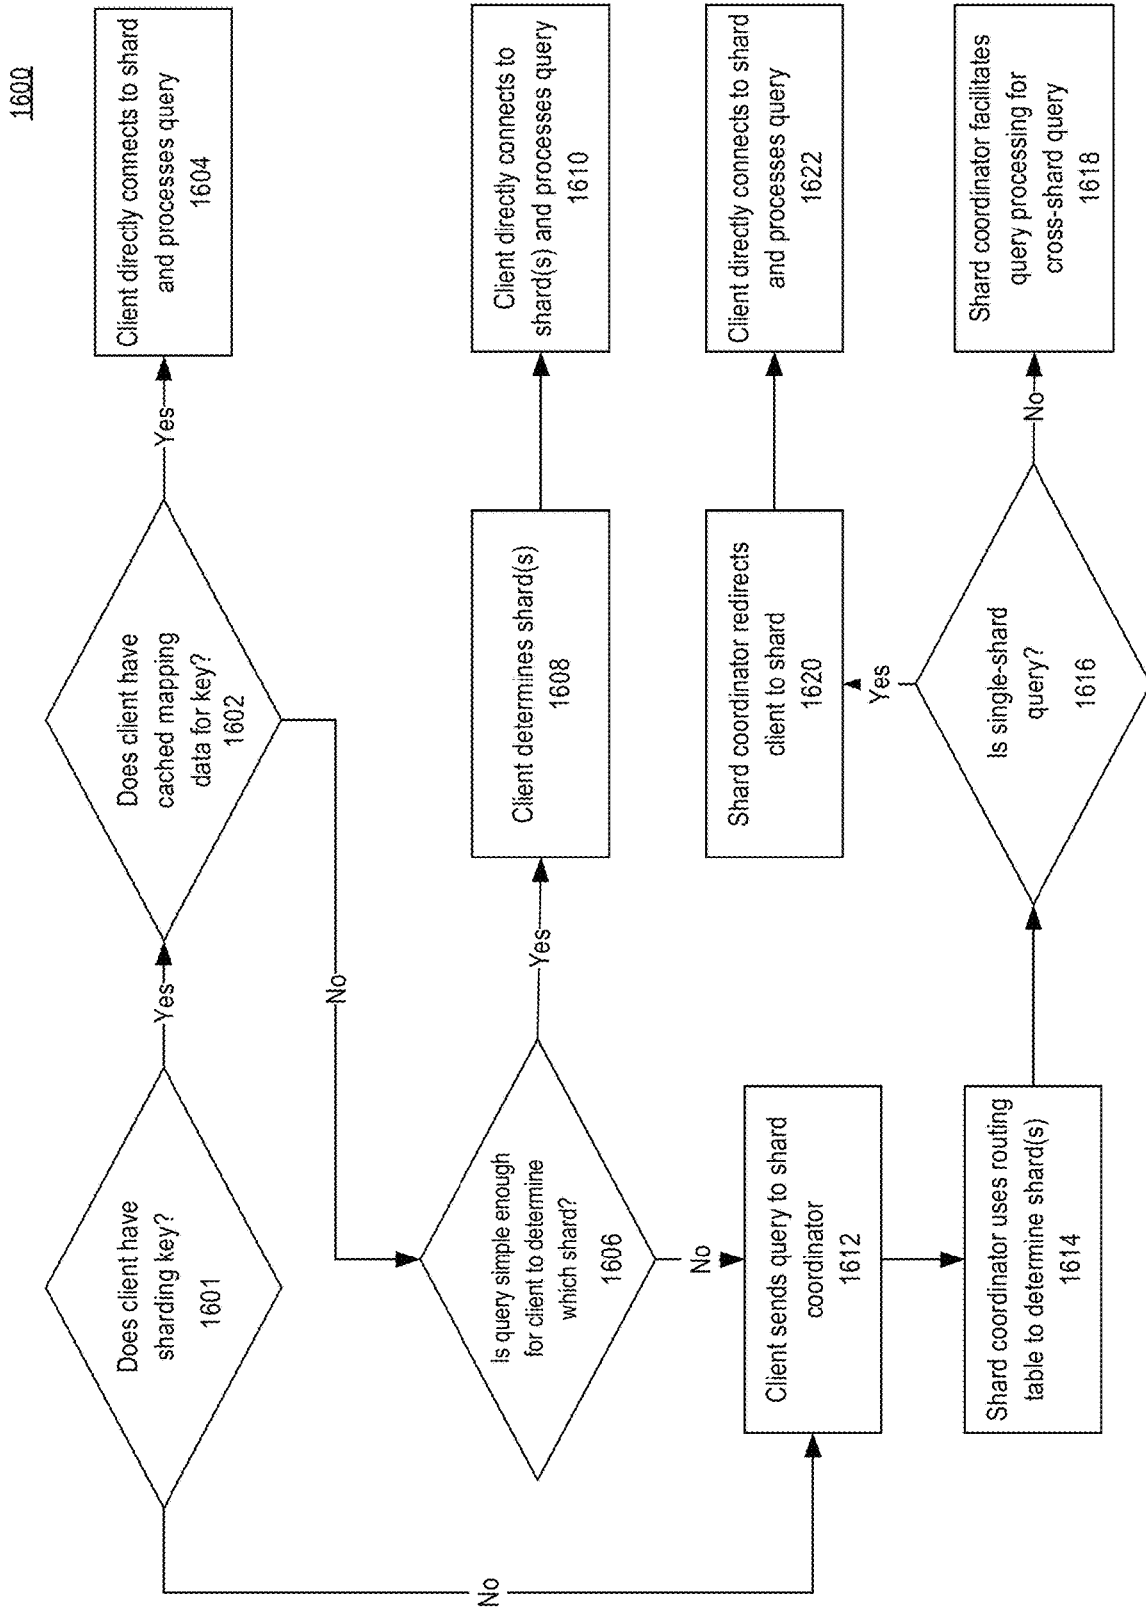 1600
Does client have
sharding key?
1601
Yes
Does client have
cached mapping
data for key?
1602
Yes
Client directly connects to shard
and processes query
1604
No
No
Is query simple enough
for client to determine
which shard?
1606
Yes
Client determines shard(s)
1608
Client directly connects to
shard(s) and processes query
1610
No
Client sends query to shard
coordinator
1612
Shard coordinator redirects
client to shard
1620
Client directly connects to shard
and processes query
1622
Yes
Shard coordinator uses routing
table to determine shard(s)
1614
Is single-shard
query?
1616
No
Shard coordinator facilitates
query processing for
cross-shard query
1618